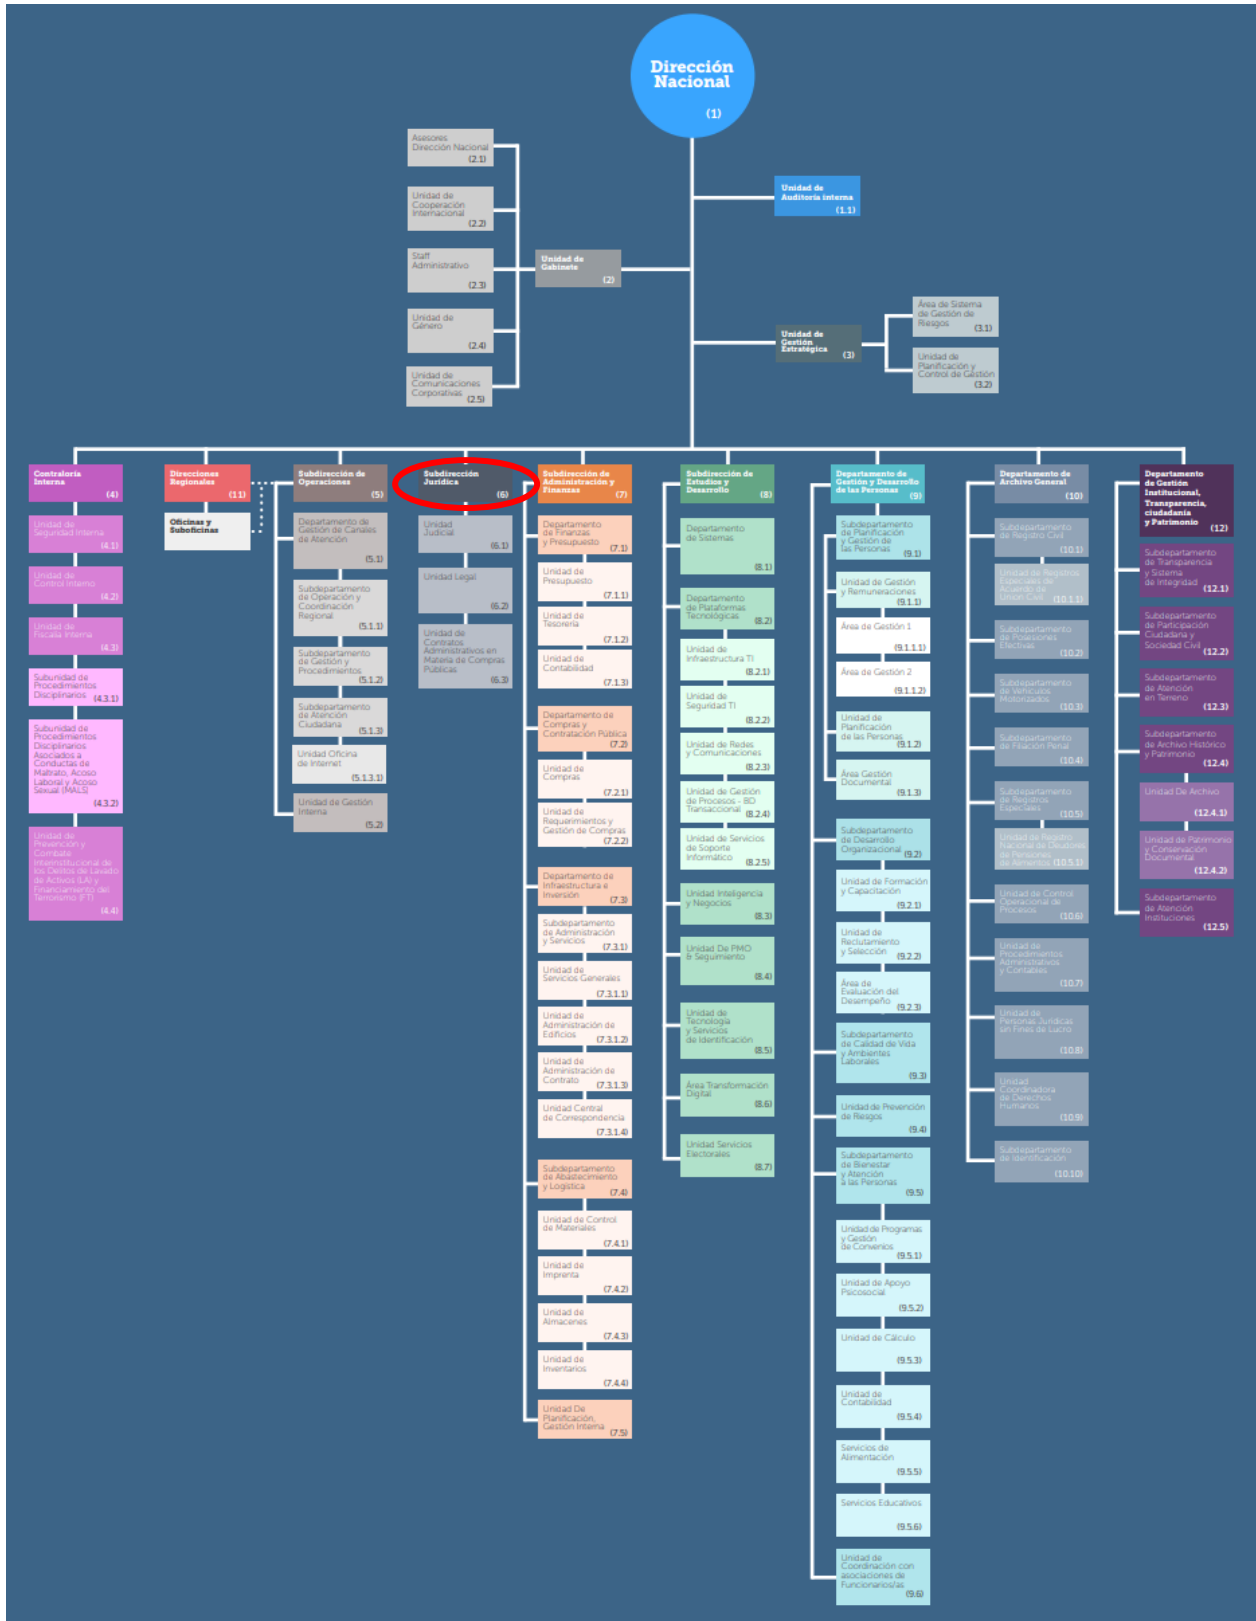 Dirección
Nacional
(1)
Asesores
Dirección Nacional
(2.1)
Unidad de
Cooperación
Internacional
(2.2)
Staff
Administrativo
(2.3)
Unidad de
Género
(2.4)
Unidad de
Comunicaciones
Corporativas
(2.5)
Unidad de
Gabinete
(2)
Unidad de
Auditoría Interna
(1.1)
Unidad de
Gestión
Estratégica
(3)
Área de Sistema
de Gestión de
Riesgos
(3.1)
Unidad de
Planificación y
Control de Gestión
(3.2)
Contraloría
Interna
(4)
Unidad de
Seguridad Interna
(4.1)
Unidad de
Control Interno
(4.2)
Unidad de
Fiscalía Interna
(4.3)
Subunidad de
Procedimientos
Disciplinarios
(4.3.1)
Subunidad de
Procedimientos
Disciplinarios
Asociados a
Conductas de
Maltrato, Acoso
Laboral y Acoso
Sexual (MALS)
(4.3.2)
Unidad de
Prevención y
Combate
Interinstitucional de
los Delitos de Lavado
de Activos (LA) y
Financiamiento del
Terrorismo (FT)
(4.4)
Direcciones
Regionales
(11)
Oficinas y
Suboficinas
Subdirección de
Operaciones
(5)
Departamento de
Gestión de Canales
de Atención
(5.1)
Subdepartamento
de Operación y
Coordinación
Regional
(5.1.1)
Subdepartamento
de Gestión y
Procedimientos
(5.1.2)
Subdepartamento
de Atención
Ciudadana
(5.1.3)
Unidad Oficina
de Internet
(5.1.3.1)
Unidad de Gestión
Interna
(5.2)
Subdirección
Jurídica
(6)
Unidad
Judicial
(6.1)
Unidad Legal
(6.2)
Unidad de
Contratos
Administrativos en
Materia de Compras
Públicas
(6.3)
Subdirección de
Administración y
Finanzas
(7)
Departamento
de Finanzas
y Presupuesto
(7.1)
Unidad de
Presupuesto
(7.1.1)
Unidad de
Tesorería
(7.1.2)
Unidad de
Contabilidad
(7.1.3)
Departamento de
Compras y
Contratación Pública
(7.2)
Unidad de
Compras
(7.2.1)
Unidad de
Requerimientos y
Gestión de Compras
(7.2.2)
Departamento de
Infraestructura e
Inversión
(7.3)
Subdepartamento
de Administración
y Servicios
(7.3.1)
Unidad de
Servicios Generales
(7.3.1.1)
Unidad de
Administración de
Edificios
(7.3.1.2)
Unidad de
Administración de
Contrato
(7.3.1.3)
Unidad Central
de Correspondencia
(7.3.1.4)
Subdepartamento
de Abastecimiento
y Logística
(7.4)
Unidad de Control
de Materiales
(7.4.1)
Unidad de
Imprenta
(7.4.2)
Unidad de
Almacenes
(7.4.3)
Unidad de
Inventarios
(7.4.4)
Unidad De
Planificación,
Gestión Interna
(7.5)
Subdirección de
Estudios y
Desarrollo
(8)
Departamento
de Sistemas
(8.1)
Departamento
de Plataformas
Tecnológicas
(8.2)
Unidad de
Infraestructura TI
(8.2.1)
Unidad de
Seguridad TI
(8.2.2)
Unidad de Redes
y Comunicaciones
(8.2.3)
Unidad de Gestión
de Procesos - BD
Transaccional
(8.2.4)
Unidad de Servicios
de Soporte
Informático
(8.2.5)
Unidad Inteligencia
y Negocios
(8.3)
Unidad De PMO
& Seguimiento
(8.4)
Unidad de
Tecnología
y Servicios
de Identificación
(8.5)
Área Transformación
Digital
(8.6)
Unidad Servicios
Electorales
(8.7)
Departamento de
Gestión y Desarrollo
de las Personas
(9)
Subdepartamento
de Planificación
y Gestión de
las Personas
(9.1)
Unidad de Gestión
y Remuneraciones
(9.1.1)
Área de Gestión 1
(9.1.1.1)
Área de Gestión 2
(9.1.1.2)
Unidad de
Planificación
de las Personas
(9.1.2)
Área Gestión
Documental
(9.1.3)
Subdepartamento
de Desarrollo
Organizacional
(9.2)
Unidad de Formación
y Capacitación
(9.2.1)
Unidad de
Reclutamiento
y Selección
(9.2.2)
Área de
Evaluación del
Desempeño
(9.2.3)
Subdepartamento
de Calidad de Vida
y Ambientes
Laborales
(9.3)
Unidad de Prevención
de Riesgos
(9.4)
Subdepartamento
de Bienestar
y Atención
a las Personas
(9.5)
Unidad de Programas
y Gestión
de Convenios
(9.5.1)
Unidad de Apoyo
Psicosocial
(9.5.2)
Unidad de Cálculo
(9.5.3)
Unidad de
Contabilidad
(9.5.4)
Servicios de
Alimentación
(9.5.5)
Servicios Educativos
(9.5.6)
Unidad de
Coordinación con
asociaciones de
Funcionarios/as
(9.6)
Departamento de
Archivo General
(10)
Subdepartamento
de Registro Civil
(10.1)
Unidad de Registros
Especiales de
Acuerdo de
Unión Civil
(10.1.1)
Subdepartamento
de Posesiones
Efectivas
(10.2)
Subdepartamento
de Vehículos
Motorizados
(10.3)
Subdepartamento
de Filiación Penal
(10.4)
Subdepartamento
de Registros
Especiales
(10.5)
Unidad de Registro
Nacional de Deudores
de Pensiones
de Alimentos
(10.5.1)
Unidad de Control
Operacional de
Procesos
(10.6)
Unidad de
Procedimientos
Administrativos
y Contables
(10.7)
Unidad de
Personas Jurídicas
sin Fines de Lucro
(10.8)
Unidad
Coordinadora
de Derechos
Humanos
(10.9)
Subdepartamento
de Identificación
(10.10)
Departamento
de Gestión
Institucional,
Transparencia,
ciudadanía
y Patrimonio
(12)
Subdepartamento
de Transparencia
y Sistema
de Integridad
(12.1)
Subdepartamento
de Participación
Ciudadana y
Sociedad Civil
(12.2)
Subdepartamento
de Atención
en Terreno
(12.3)
Subdepartamento
de Archivo Histórico
y Patrimonio
(12.4)
Unidad De Archivo
(12.4.1)
Unidad de Patrimonio
y Conservación
Documental
(12.4.2)
Subdepartamento
de Atención
Instituciones
(12.5)